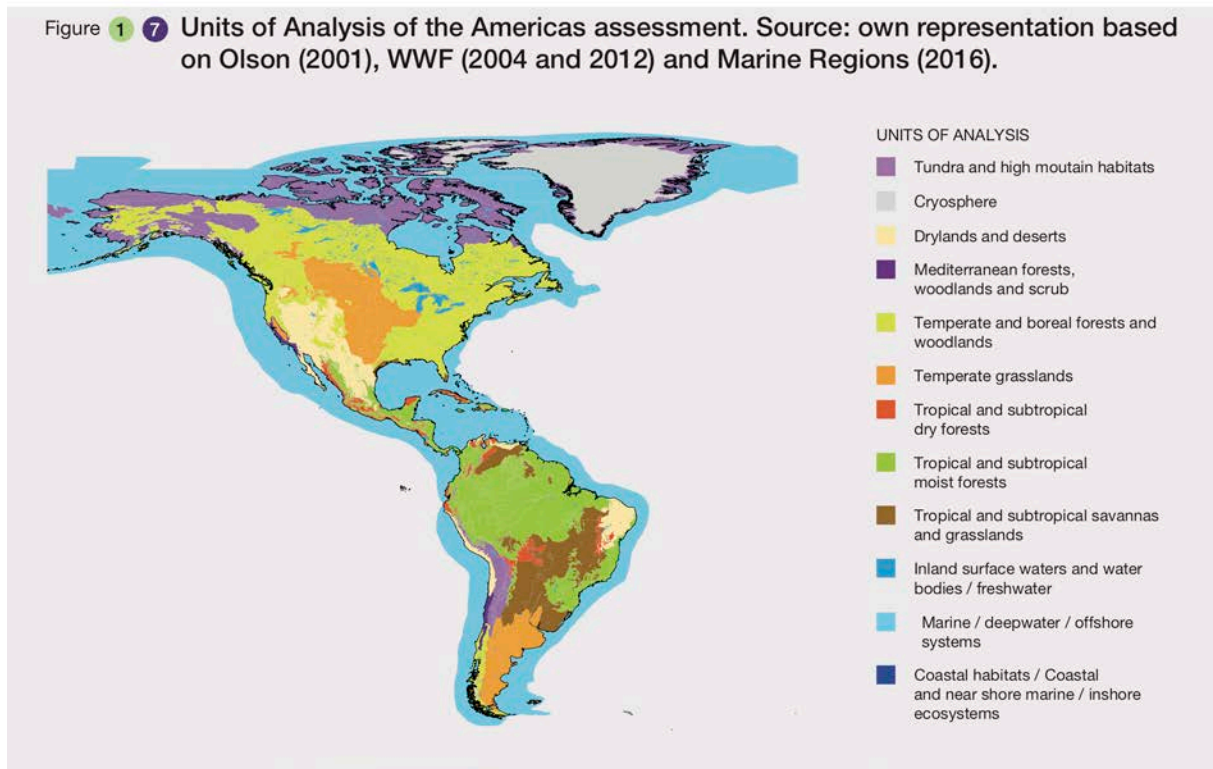 Figure 1 7 Units of Analysis of the Americas assessment. Source: own representation based
on Olson (2001), WWF (2004 and 2012) and Marine Regions (2016).
UNITS OF ANALYSIS
Tundra and high moutain habitats
Cryosphere
Drylands and deserts
Mediterranean forests,
woodlands and scrub
Temperate and boreal forests and
woodlands
Temperate grasslands
Tropical and subtropical
dry forests
Tropical and subtropical
moist forests
Tropical and subtropical savannas
and grasslands
Inland surface waters and water
bodies / freshwater
Marine / deepwater / offshore
systems
Coastal habitats / Coastal
and near shore marine / inshore
ecosystems